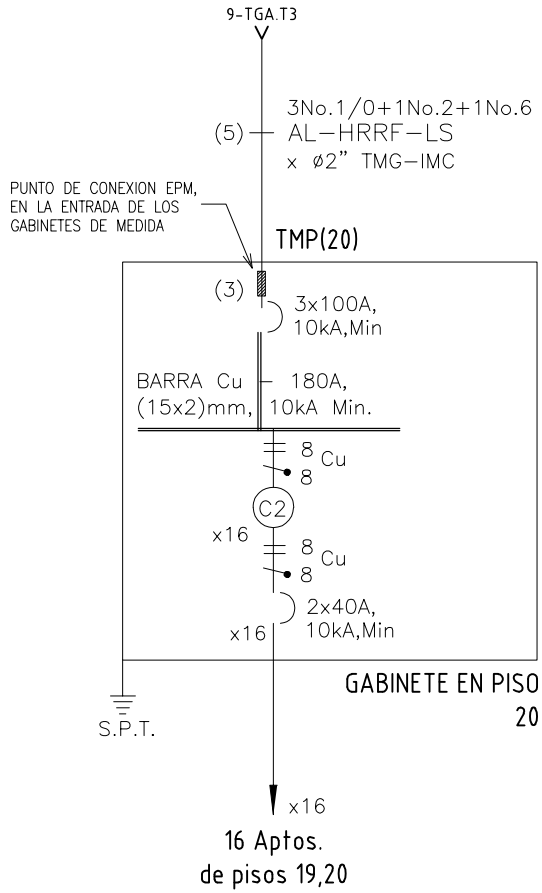 9-TGA.T3
3No.1/0+1No.2+1No.6
(5) AL-HRRF-LS
x ø2" TMG-IMC
PUNTO DE CONEXION EPM,
EN LA ENTRADA DE LOS
GABINETES DE MEDIDA
TMP(20)
(3)
3x100A,
10kA,Min
BARRA Cu 180A,
(15x2)mm, 10kA Min.
8
Cu
8
C2
x16
8
Cu
8
2x40A,
x16 10kA,Min
GABINETE EN PISO
20
S.P.T.
x16
16 Aptos.
de pisos 19,20